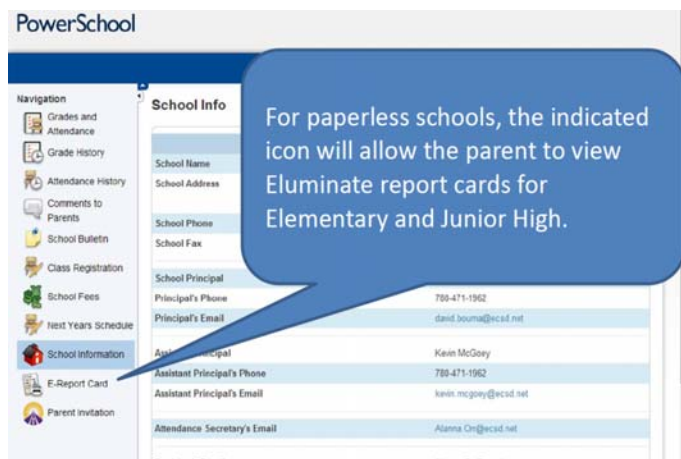 PowerSchool
Navigation
Grades and
Attendance
Grade History
Attendance History
Comments to
Parents
School Bulletin
Class Registration
School Fees
Next Years Schedule
School Information
E-Report Card
Parent Invitation
School Info
For paperless schools, the indicated
icon will allow the parent to view
Eluminate report cards for
Elementary and Junior High.
School Name
School Address
School Phone
School Fax
School Principal
Principal's Phone 780-471-1962
Principal's Email david.bouma@ecsd.net
Principal Kevin McGoey
Assistant Principal's Phone 780-471-1962
Assistant Principal's Email kevin.mcgoey@ecsd.net
Attendance Secretary's Email Alanna.Orr@ecsd.net